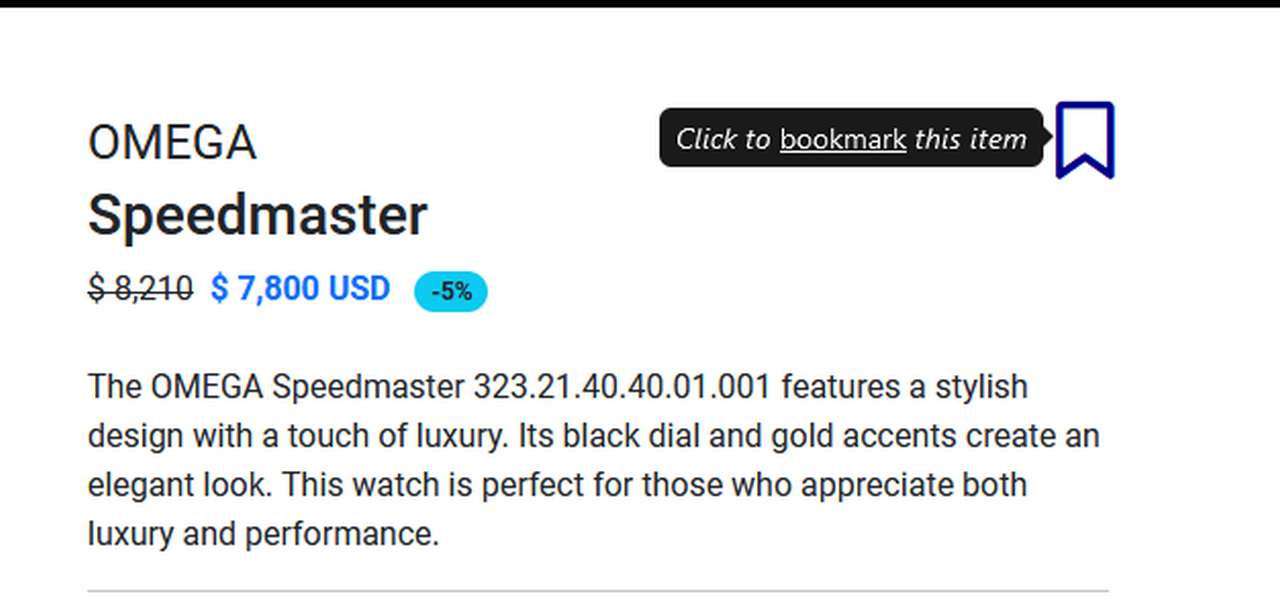 OMEGA
Click to bookmark this item
Speedmaster
$ 8,210 $ 7,800 USD -5%
The OMEGA Speedmaster 323.21.40.40.01.001 features a stylish
design with a touch of luxury. Its black dial and gold accents create an
elegant look. This watch is perfect for those who appreciate both
luxury and performance.